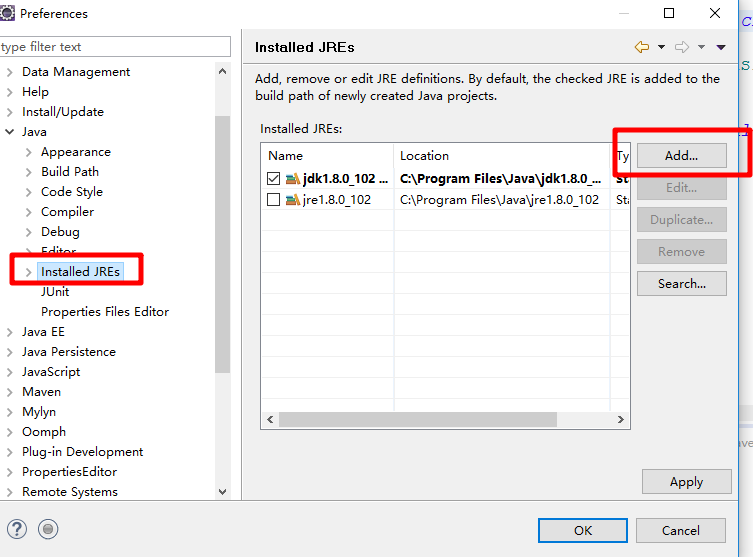 Preferences
type filter text
Data Management
Help
Install/Update
Java
Appearance
Build Path
Code Style
Compiler
Debug
Editor
Installed JREs
JUnit
Properties Files Editor
Java EE
Java Persistence
JavaScript
Maven
Mylyn
Oomph
Plug-in Development
PropertiesEditor
Remote Systems
Installed JREs
Add, remove or edit JRE definitions. By default, the checked JRE is added to the
build path of newly created Java projects.
Installed JREs:
Name Location Ty
jdk1.8.0_102 ... C:\Program Files\Java\jdk1.8.0_... Sta
jre1.8.0_102 C:\Program Files\Java\jre1.8.0_102 Sta
Add...
Edit...
Duplicate...
Remove
Search...
Apply
OK Cancel